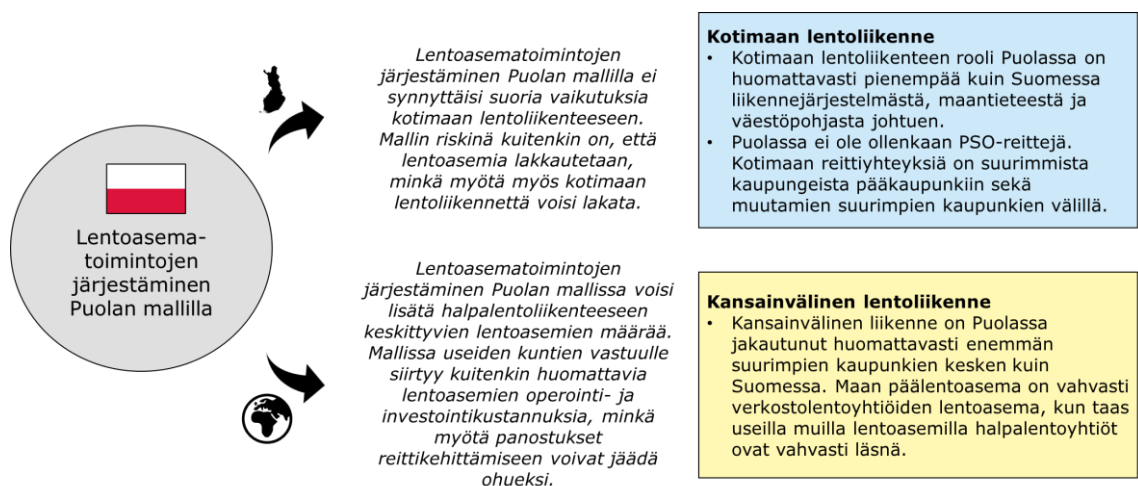 Lentoasema-
toimintojen
järjestäminen
Puolan mallilla
Lentoasematoimintojen
järjestäminen Puolan mallilla ei
synnyttäisi suoria vaikutuksia
kotimaan lentoliikenteeseen.
Mallin riskinä kuitenkin on, että
lentoasemia lakkautetaan,
minkä myötä myös kotimaan
lentoliikennettä voisi lakata.
Kotimaan lentoliikenne
• Kotimaan lentoliikenteen rooli Puolassa on
huomattavasti pienempää kuin Suomessa
liikennejärjestelmästä, maantieteestä ja
väestöpohjasta johtuen.
• Puolassa ei ole ollenkaan PSO-reittejä.
Kotimaan reittiyhteyksiä on suurimmista
kaupungeista pääkaupunkiin sekä
muutamien suurimpien kaupunkien välillä.
Lentoasematoimintojen
järjestäminen Puolan mallissa voisi
lisätä halpalentoliikenteeseen
keskittyvien lentoasemien määrää.
Mallissa useiden kuntien vastuulle
siirtyy kuitenkin huomattavia
lentoasemien operointi- ja
investointikustannuksia, minkä
myötä panostukset
reittikehittämiseen voivat jäädä
ohueksi.
Kansainvälinen lentoliikenne
• Kansainvälinen liikenne on Puolassa
jakautunut huomattavasti enemmän
suurimpien kaupunkien kesken kuin
Suomessa. Maan päälentoasema on vahvasti
verkostolentoyhtiöiden lentoasema, kun taas
useilla muilla lentoasemilla halpalentoyhtiöt
ovat vahvasti läsnä.